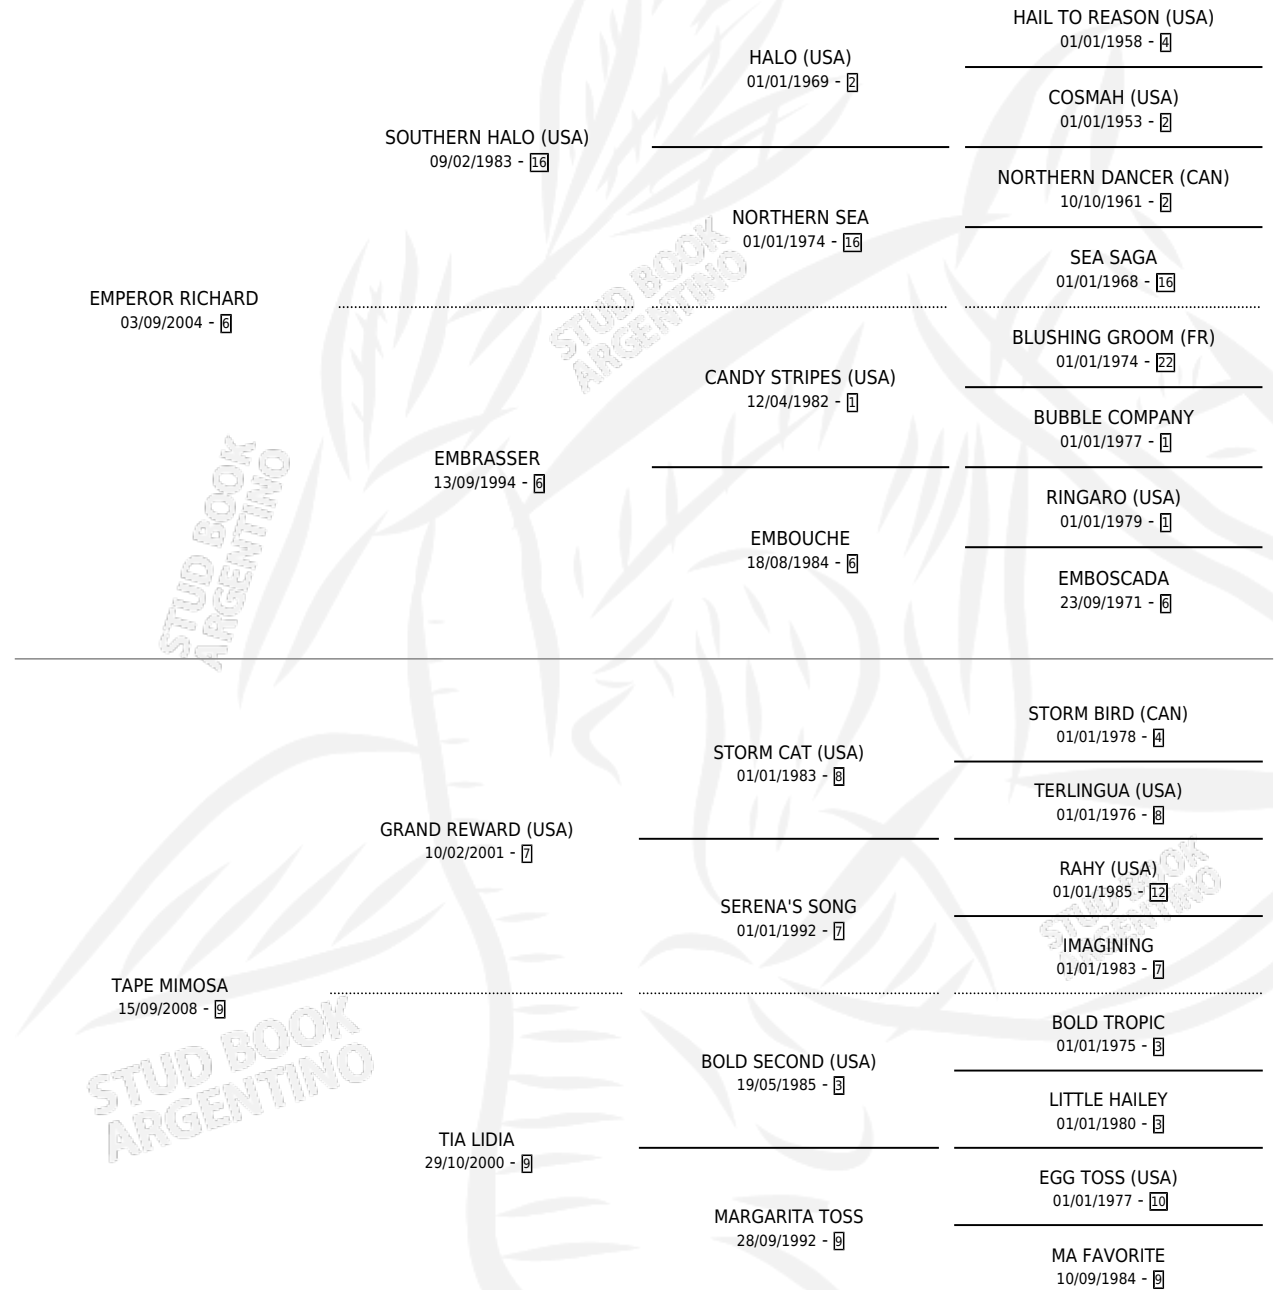 HAIL TO REASON (USA)
01/01/1958 - 4
HALO (USA)
01/01/1969 - 2
COSMAH (USA)
01/01/1953 - 2
SOUTHERN HALO (USA)
09/02/1983 - 16
NORTHERN DANCER (CAN)
10/10/1961 - 2
NORTHERN SEA
01/01/1974 - 16
SEA SAGA
01/01/1968 - 16
EMPEROR RICHARD
03/09/2004 - 6
BLUSHING GROOM (FR)
01/01/1974 - 22
CANDY STRIPES (USA)
12/04/1982 - 1
BUBBLE COMPANY
01/01/1977 - 1
EMBRASSER
13/09/1994 - 6
RINGARO (USA)
01/01/1979 - 1
EMBOUCHE
18/08/1984 - 6
EMBOSCADA
23/09/1971 - 6
STUD BOOK
ARGENTINO
STUD BOOK
ARGENTINO
STORM BIRD (CAN)
01/01/1978 - 4
STORM CAT (USA)
01/01/1983 - 8
TERLINGUA (USA)
01/01/1976 - 8
GRAND REWARD (USA)
10/02/2001 - 7
RAHY (USA)
01/01/1985 - 12
SERENA'S SONG
01/01/1992 - 7
IMAGINING
01/01/1983 - 7
TAPE MIMOSA
15/09/2008 - 9
BOLD TROPIC
01/01/1975 - 3
BOLD SECOND (USA)
19/05/1985 - 3
LITTLE HAILEY
01/01/1980 - 3
TIA LIDIA
29/10/2000 - 9
EGG TOSS (USA)
01/01/1977 - 10
MARGARITA TOSS
28/09/1992 - 9
MA FAVORITE
10/09/1984 - 9
STUD BOOK
ARGENTINO
STUD BOOK
ARGENTINO